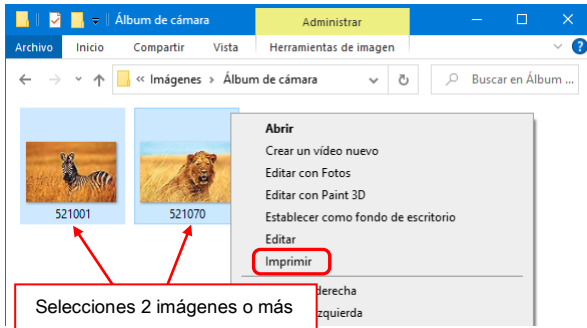 Álbum de cámara
Administrar
Archivo Inicio Compartir Vista Herramientas de imagen
« Imágenes > Álbum de cámara
Buscar en Álbum ...
521001
521070
Abrir
Crear un vídeo nuevo
Editar con Fotos
Editar con Paint 3D
Establecer como fondo de escritorio
Editar
Imprimir
derecha
zquierda
Selecciones 2 imágenes o más